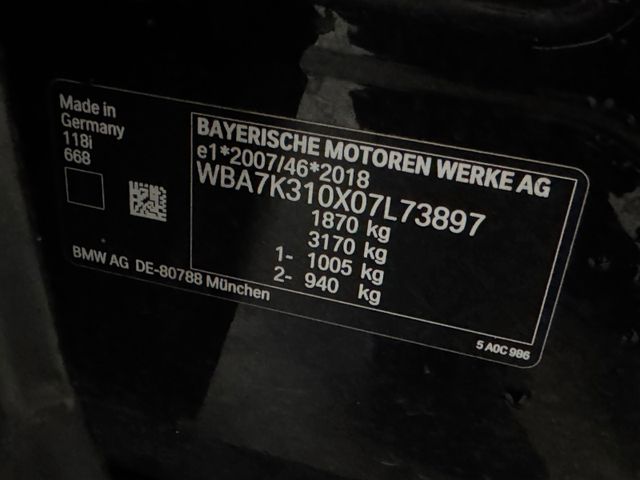 Made in
Germany
118i
668
BAYERISCHE MOTOREN WERKE AG
e1*2007/46*2018
WBA7K310X07L73897
1870 kg
3170 kg
1- 1005 kg
2- 940 kg
BMW AG DE-80788 München
5 A0C 986